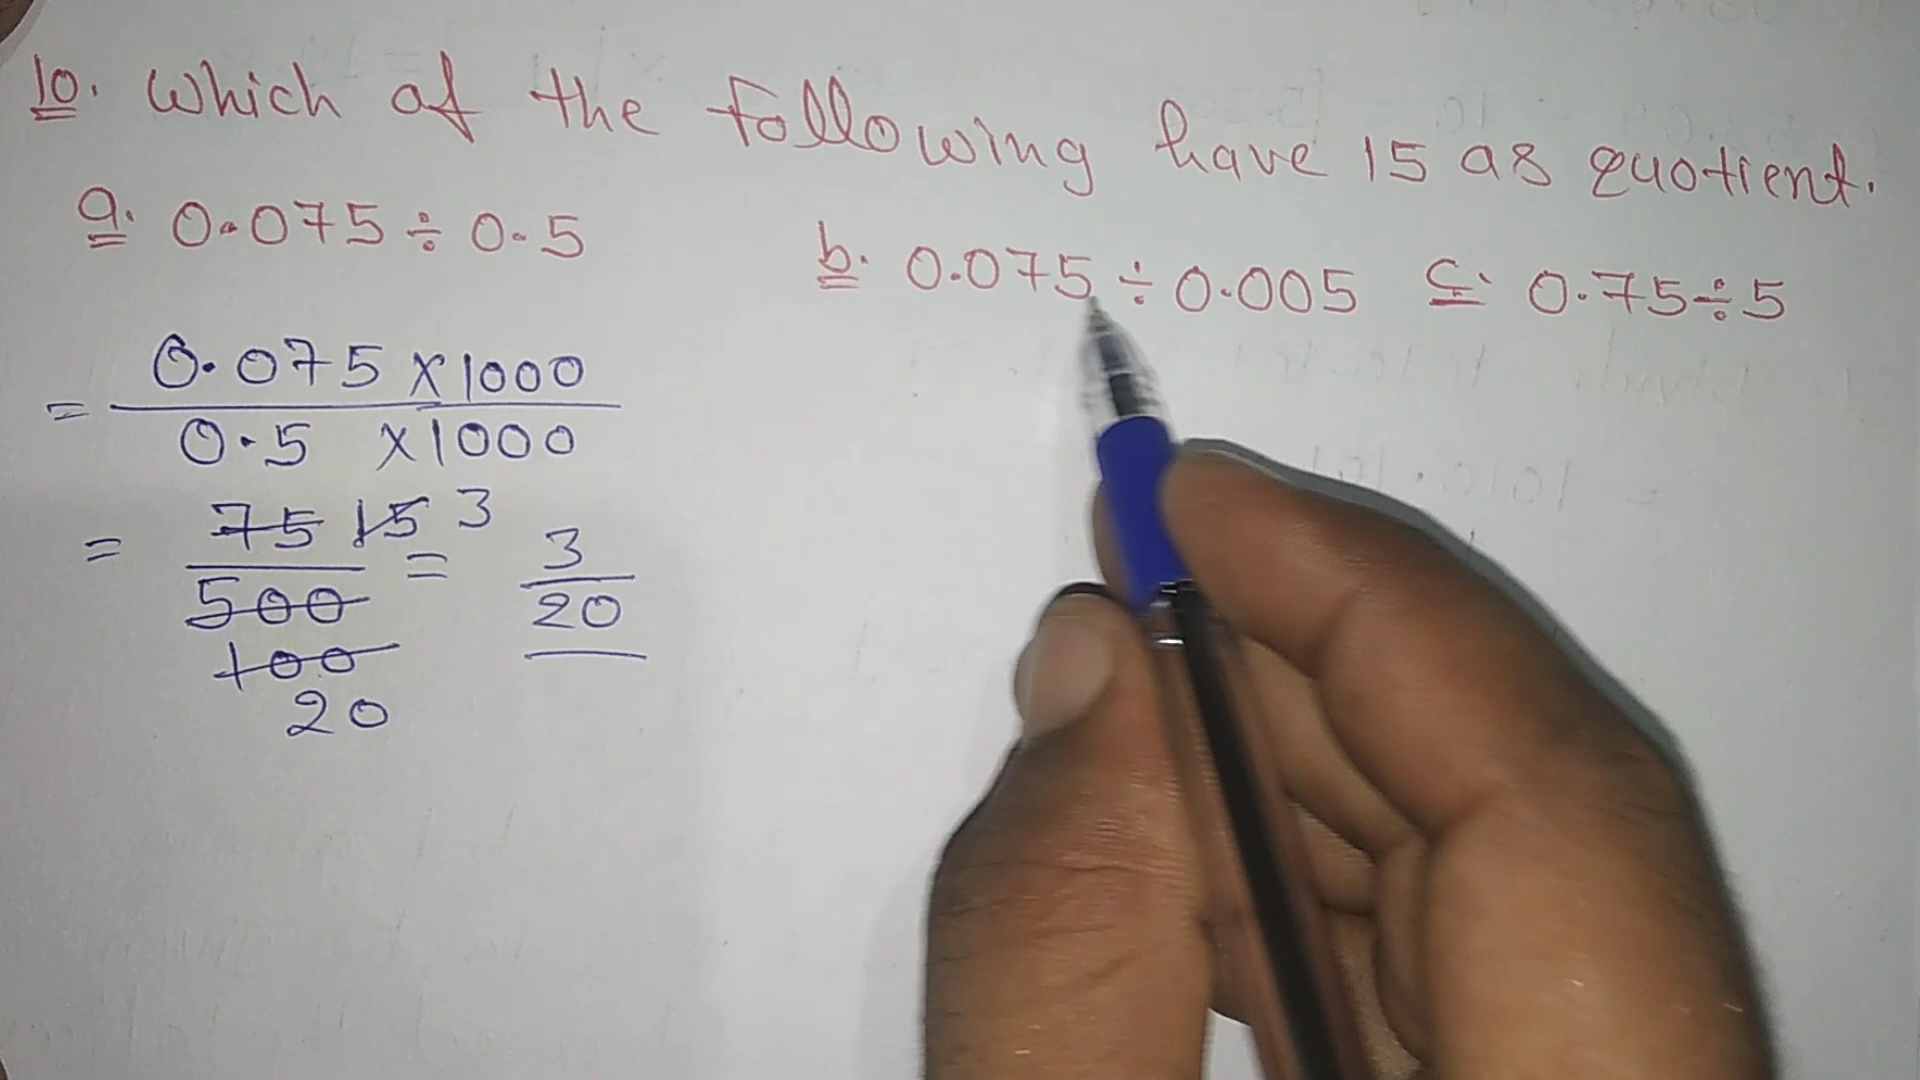 10. Which of the following have 15 as quotient.
a. 0.075 ÷ 0.5
b. 0.075 ÷ 0.005 c. 0.75 ÷ 5
= 0.075 × 1000
0.5 × 1000
= 75 15 3
500 = 3
100 20
20